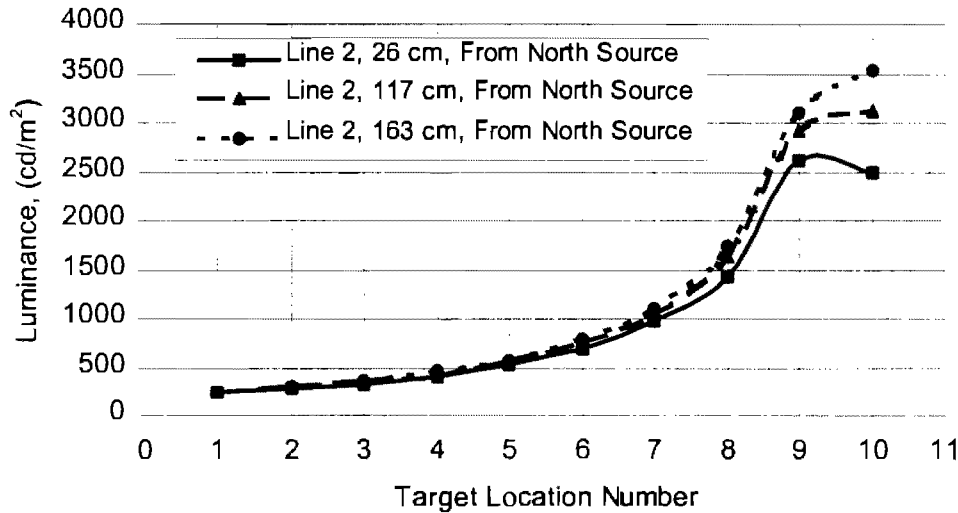 4000
3500
3000
2500
2000
1500
1000
500
0
Luminance, (cd/m²)
Line 2, 26 cm, From North Source
Line 2, 117 cm, From North Source
Line 2, 163 cm, From North Source
0 1 2 3 4 5 6 7 8 9 10 11
Target Location Number